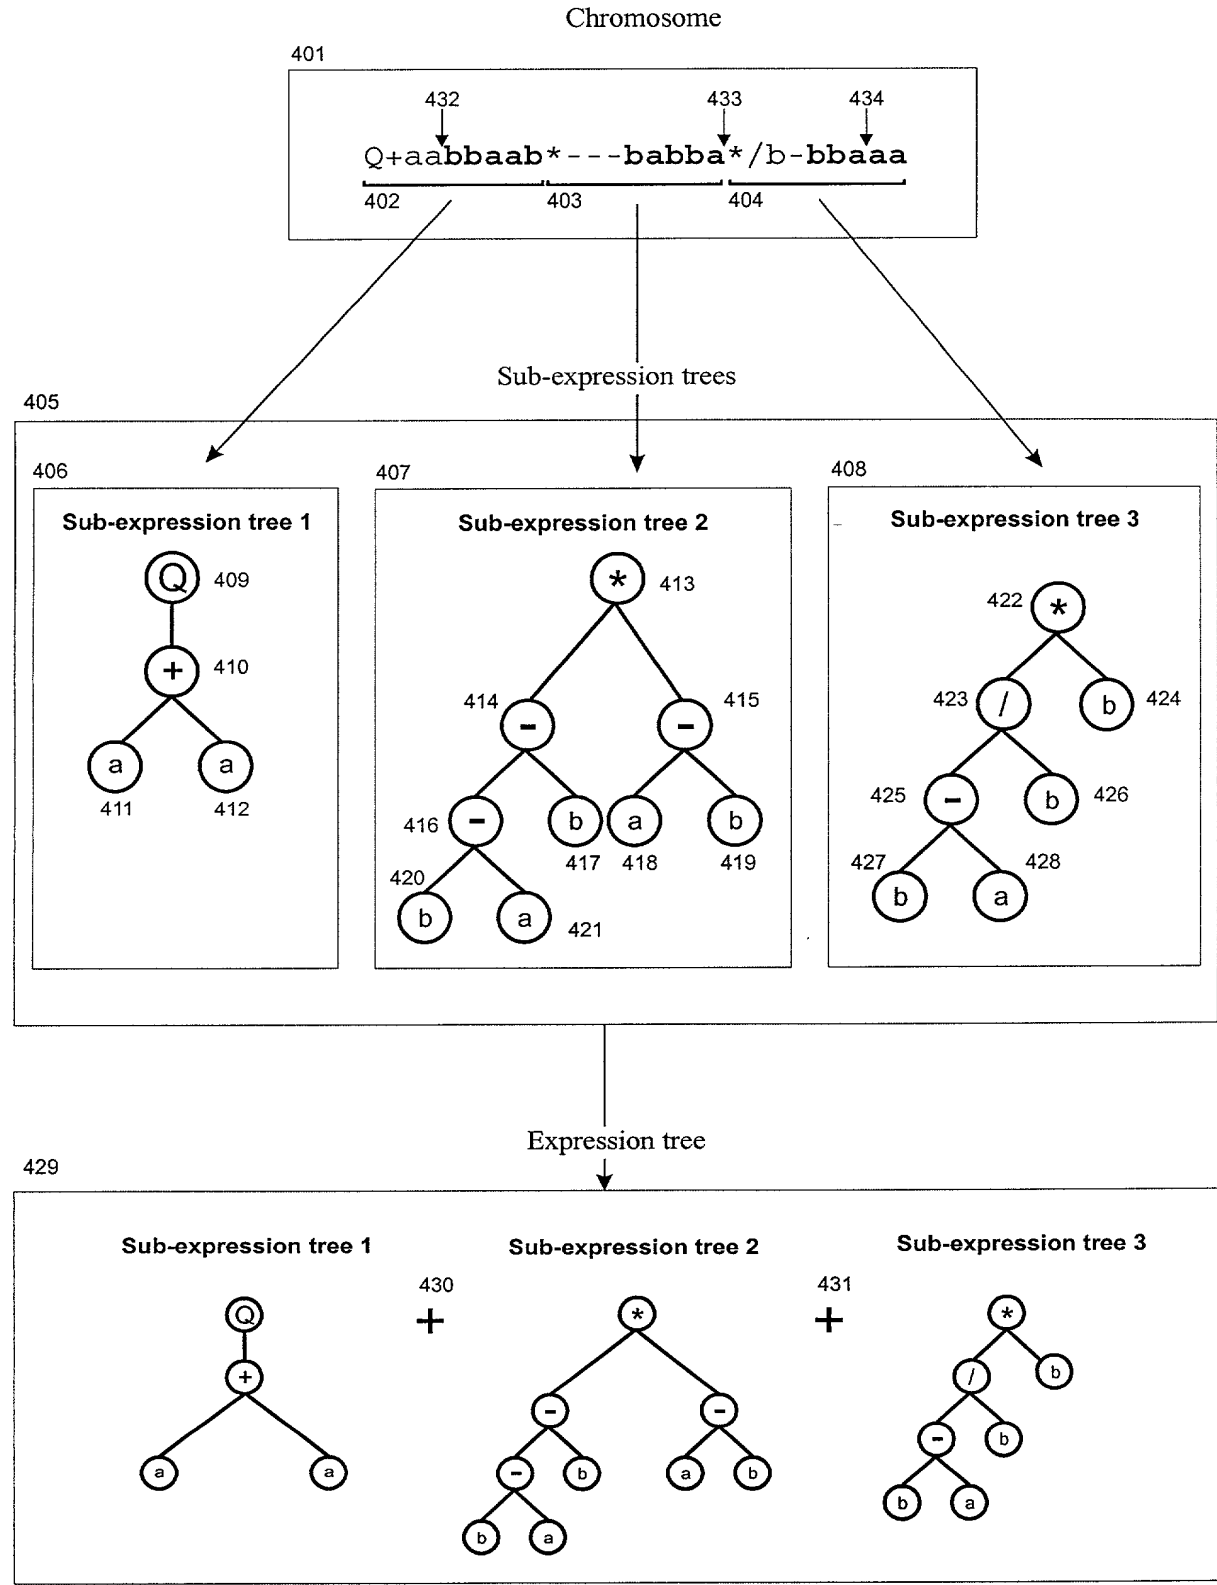 Chromosome
401
432 433 434
Q+aabbaab*---babba*/b-bbaaa
402 403 404
Sub-expression trees
405
406 407 408
Sub-expression tree 1 Sub-expression tree 2 Sub-expression tree 3
Q 409 * 413 422 *
+ 410 414 - - 415 423 / b 424
a a
411 412
416 - b a b 425 - b 426
417 418 419
420 427 428
b a 421 b a
Expression tree
429
Sub-expression tree 1 Sub-expression tree 2 Sub-expression tree 3
430 431
Q + * + *
+ / b
- -
- b
a a - b a b
b a
b a